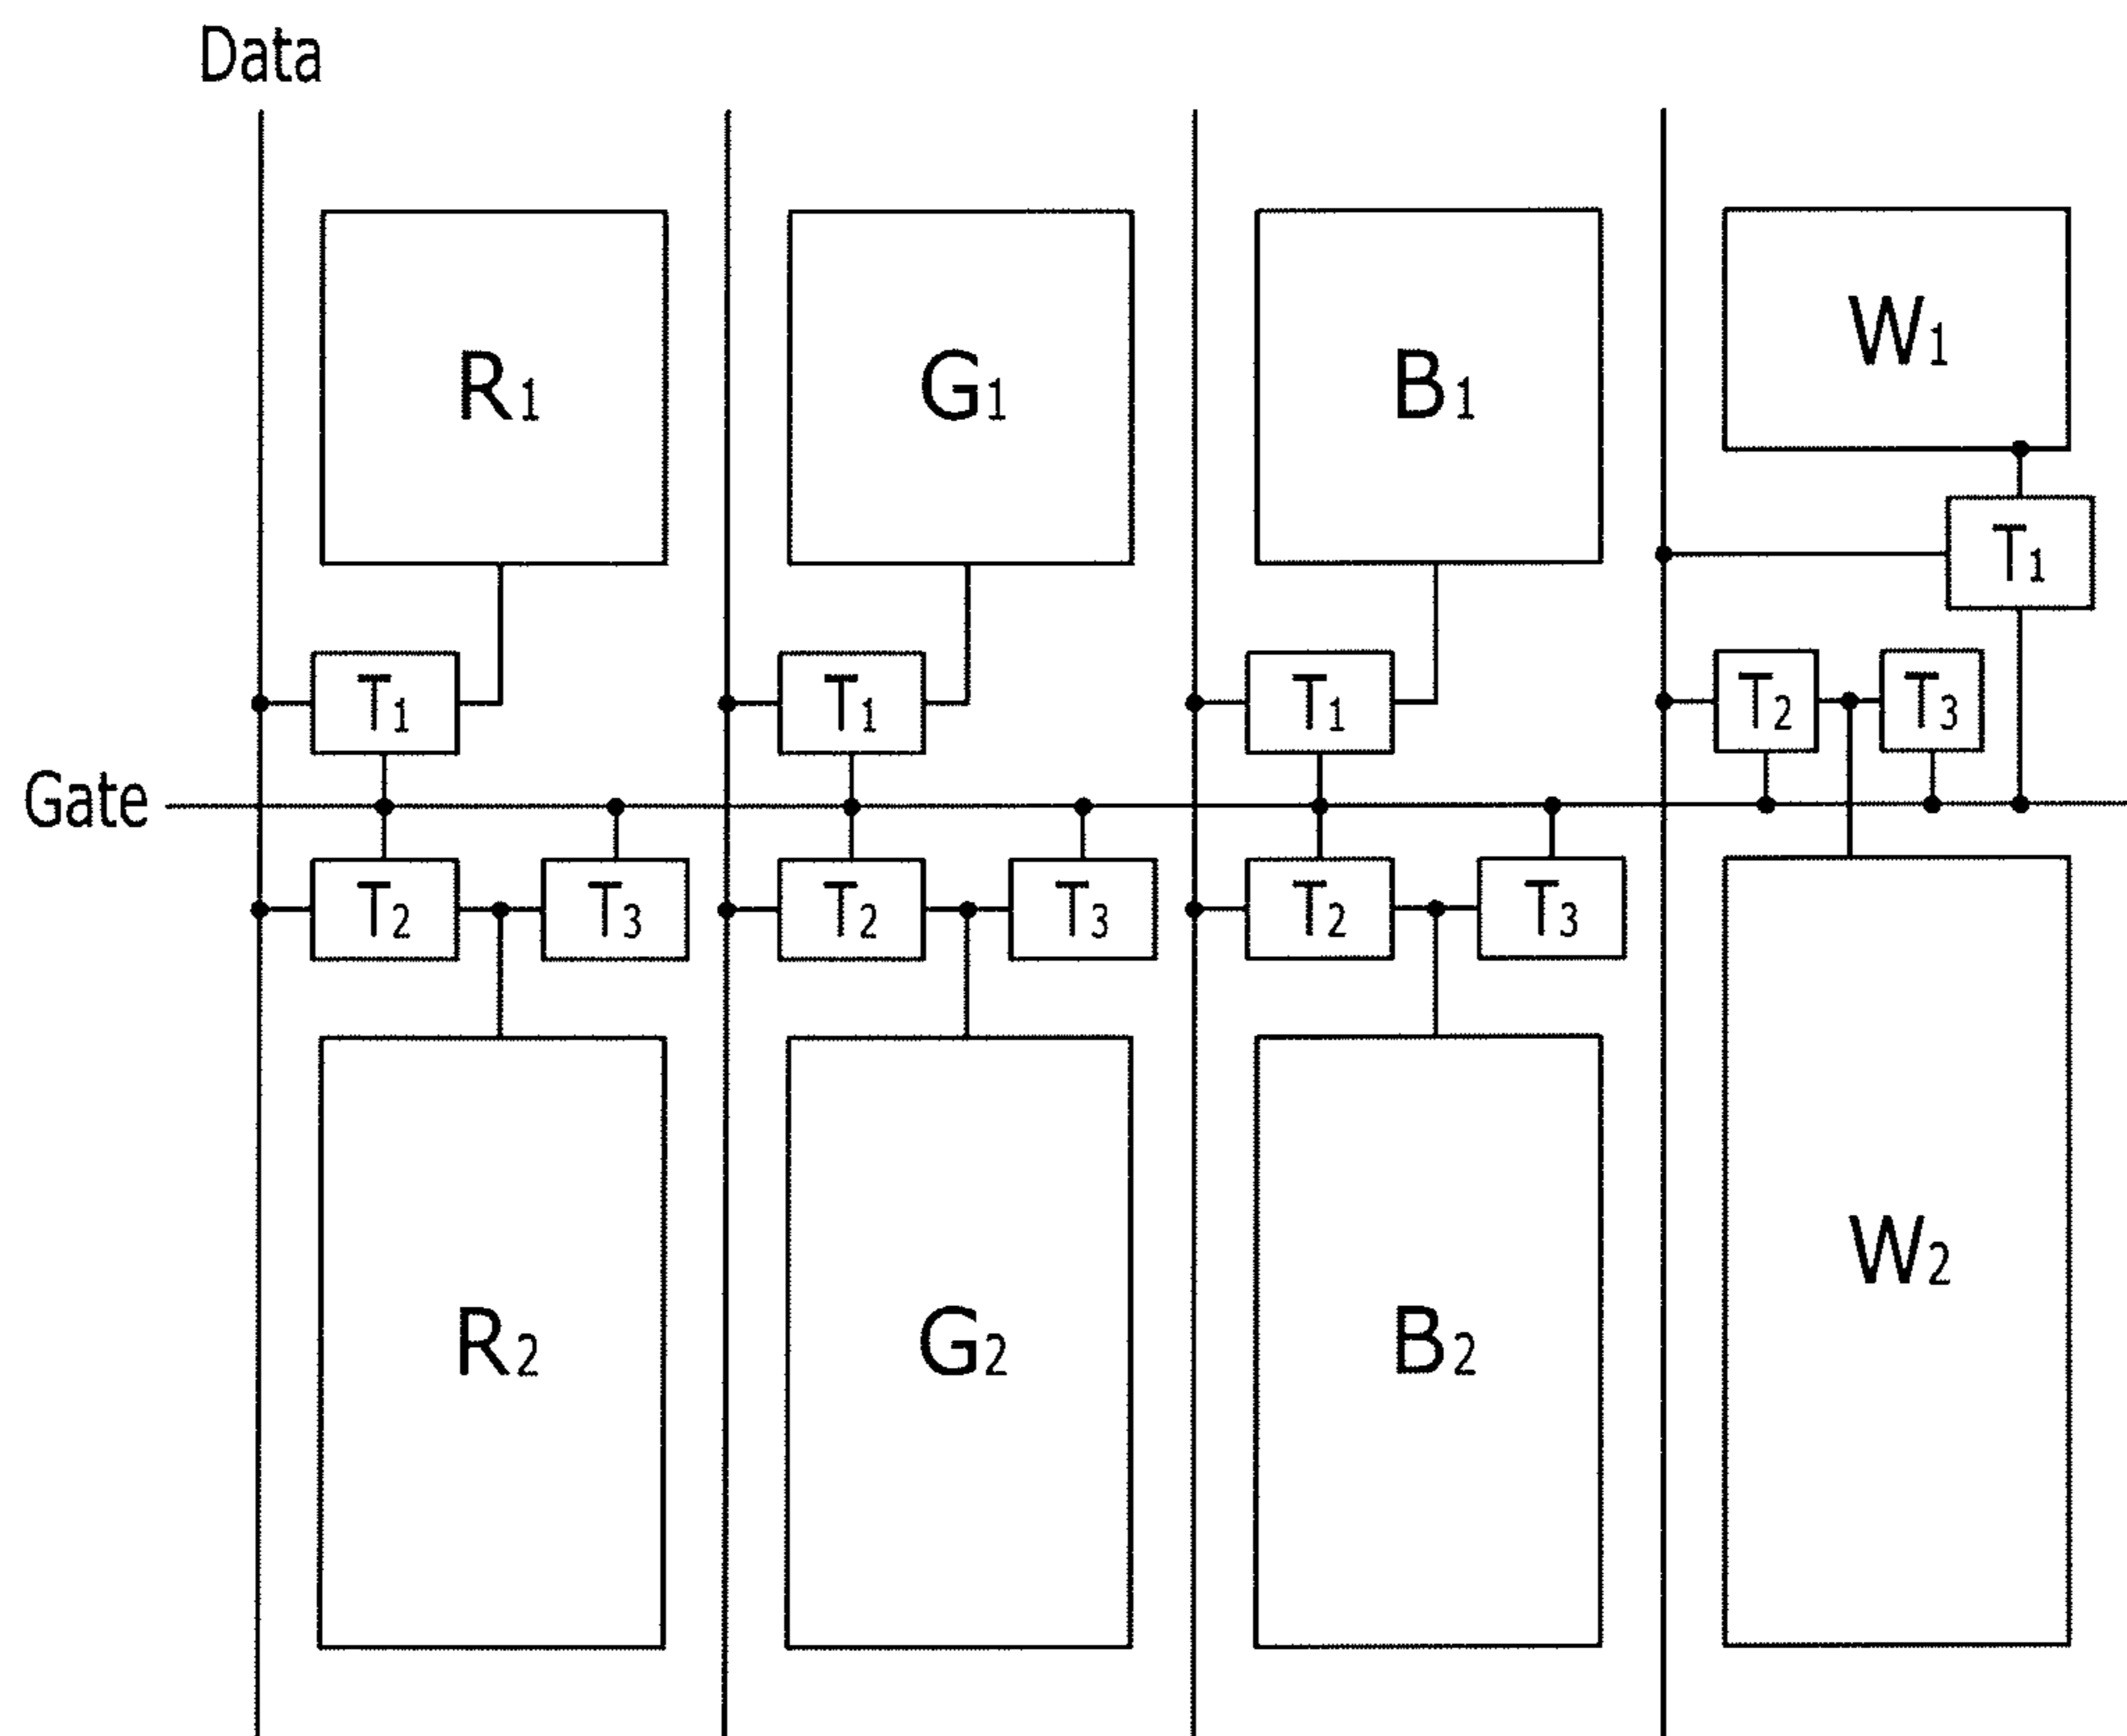 Data
R₁ G₁ B₁ W₁
T₁
T₁ T₁ T₁ T₂ T₃
Gate
T₂ T₃ T₂ T₃ T₂ T₃
R₂ G₂ B₂ W₂